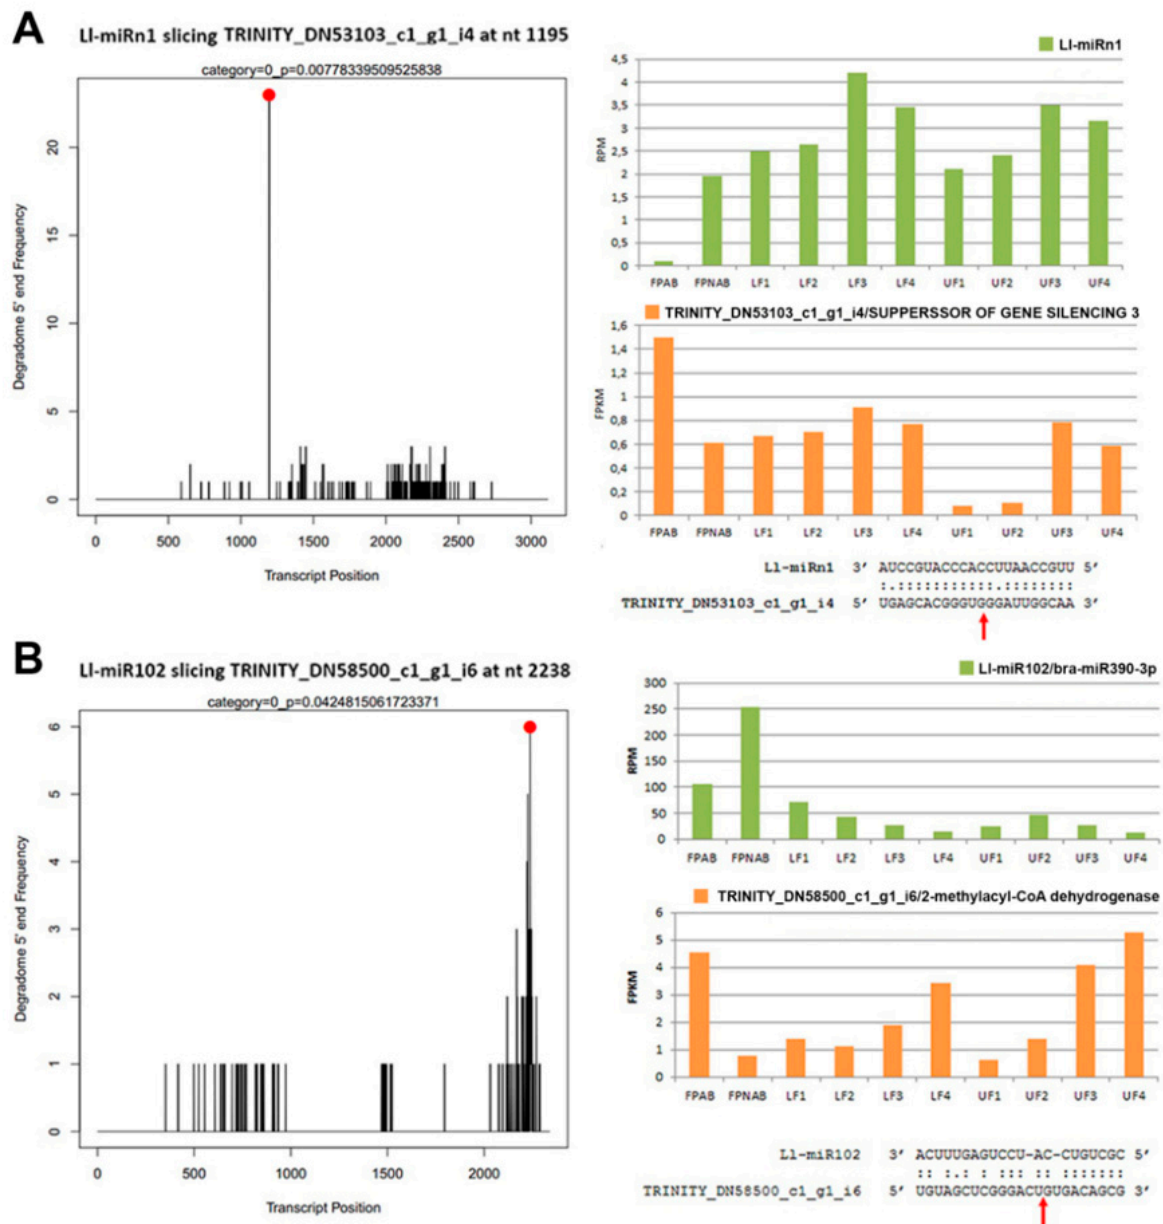 A
Ll-miRn1 slicing TRINITY_DN53103_c1_g1_i4 at nt 1195
category=0_p=0.00778339509525838
Degradome 5' end Frequency
20
15
10
5
0
0 500 1000 1500 2000 2500 3000
Transcript Position
Ll-miRn1
RPM
4,5
4
3,5
3
2,5
2
1,5
1
0,5
0
FPAB FPNAB LF1 LF2 LF3 LF4 UF1 UF2 UF3 UF4
TRINITY_DN53103_c1_g1_i4/SUPPERSSOR OF GENE SILENCING 3
FPKM
1,6
1,4
1,2
1
0,8
0,6
0,4
0,2
0
FPAB FPNAB LF1 LF2 LF3 LF4 UF1 UF2 UF3 UF4
Ll-miRn1 3′ AUCCGUACCCACCUUAACCGUU 5′
:.:::::::::::.::::::::
TRINITY_DN53103_c1_g1_i4 5′ UGAGCACGGGUGGGAUUGGCAA 3′
B
Ll-miR102 slicing TRINITY_DN58500_c1_g1_i6 at nt 2238
category=0_p=0.0424815061723371
Degradome 5' end Frequency
6
5
4
3
2
1
0
0 500 1000 1500 2000
Transcript Position
Ll-miR102/bra-miR390-3p
RPM
300
250
200
150
100
50
0
FPAB FPNAB LF1 LF2 LF3 LF4 UF1 UF2 UF3 UF4
TRINITY_DN58500_c1_g1_i6/2-methylacyl-CoA dehydrogenase
FPKM
6
5
4
3
2
1
0
FPAB FPNAB LF1 LF2 LF3 LF4 UF1 UF2 UF3 UF4
Ll-miR102 3′ ACUUUGAGUCCU-AC-CUGUCGC 5′
:: :.: : ::: :: :::::::
TRINITY_DN58500_c1_g1_i6 5′ UGUAGCUCGGGACUGUGACAGCG 3′